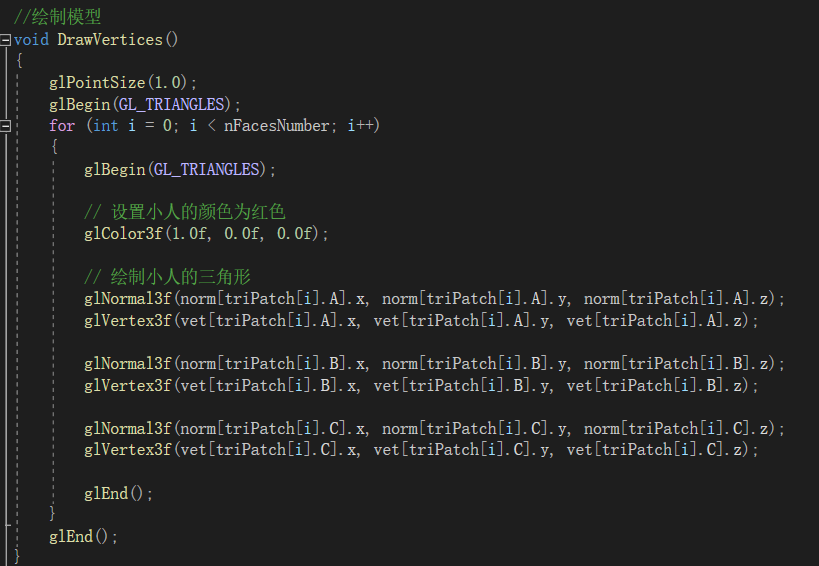 //绘制模型
void DrawVertices()
{
glPointSize(1.0);
glBegin(GL_TRIANGLES);
for (int i = 0; i < nFacesNumber; i++)
{
glBegin(GL_TRIANGLES);
// 设置小人的颜色为红色
glColor3f(1.0f, 0.0f, 0.0f);
// 绘制小人的三角形
glNormal3f(norm[triPatch[i].A].x, norm[triPatch[i].A].y, norm[triPatch[i].A].z);
glVertex3f(vet[triPatch[i].A].x, vet[triPatch[i].A].y, vet[triPatch[i].A].z);
glNormal3f(norm[triPatch[i].B].x, norm[triPatch[i].B].y, norm[triPatch[i].B].z);
glVertex3f(vet[triPatch[i].B].x, vet[triPatch[i].B].y, vet[triPatch[i].B].z);
glNormal3f(norm[triPatch[i].C].x, norm[triPatch[i].C].y, norm[triPatch[i].C].z);
glVertex3f(vet[triPatch[i].C].x, vet[triPatch[i].C].y, vet[triPatch[i].C].z);
glEnd();
}
glEnd();
}